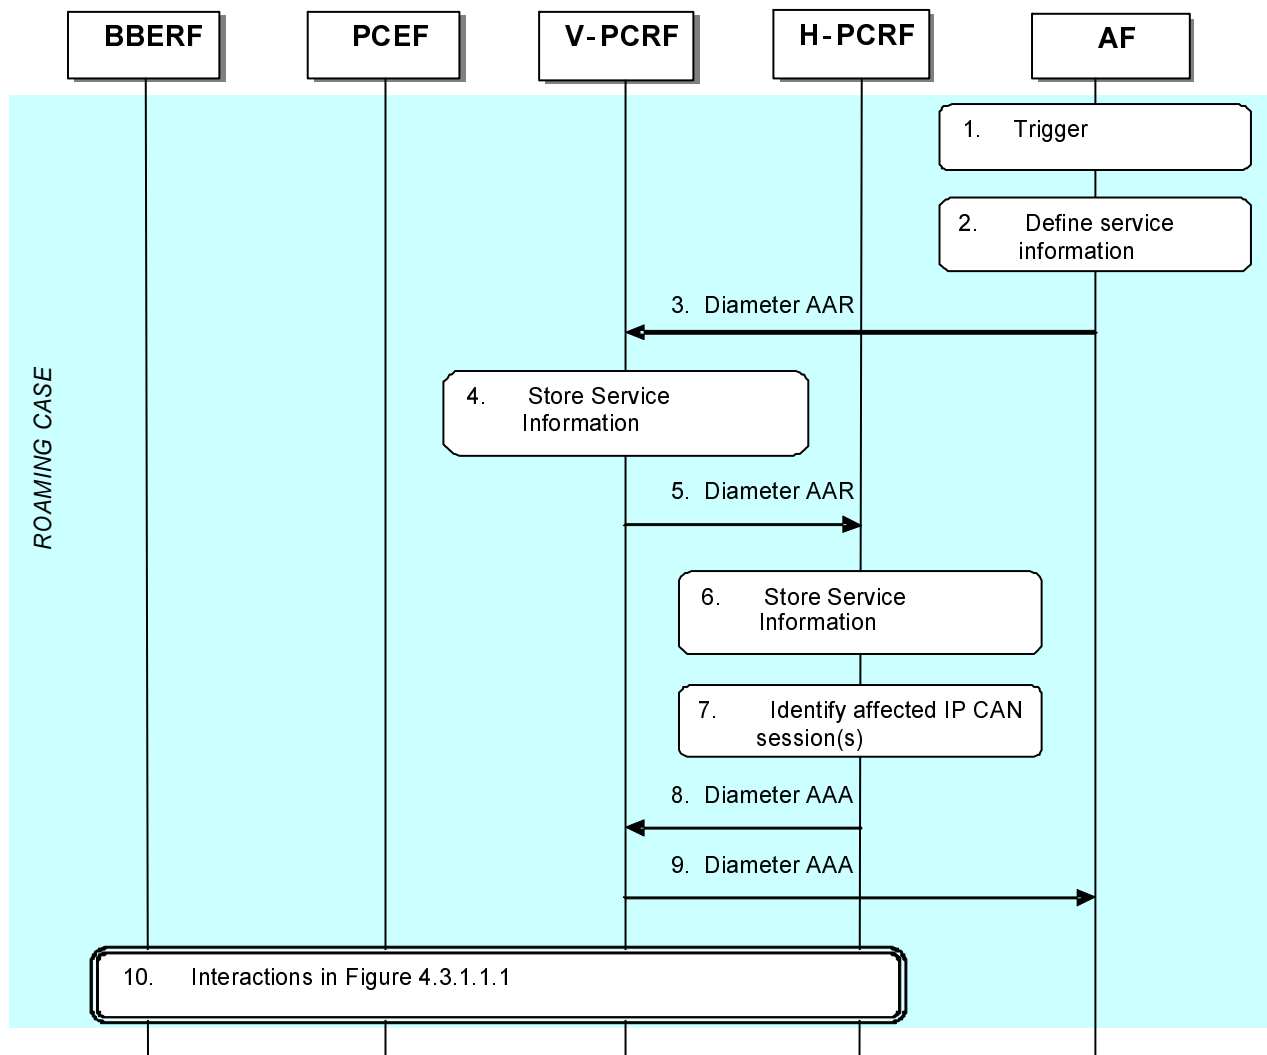 BBERF
PCEF
V-PCRF
H-PCRF
AF
1. Trigger
2. Define service
information
3. Diameter AAR
ROAMING CASE
4. Store Service
Information
5. Diameter AAR
6. Store Service
Information
7. Identify affected IP CAN
session(s)
8. Diameter AAA
9. Diameter AAA
10. Interactions in Figure 4.3.1.1.1